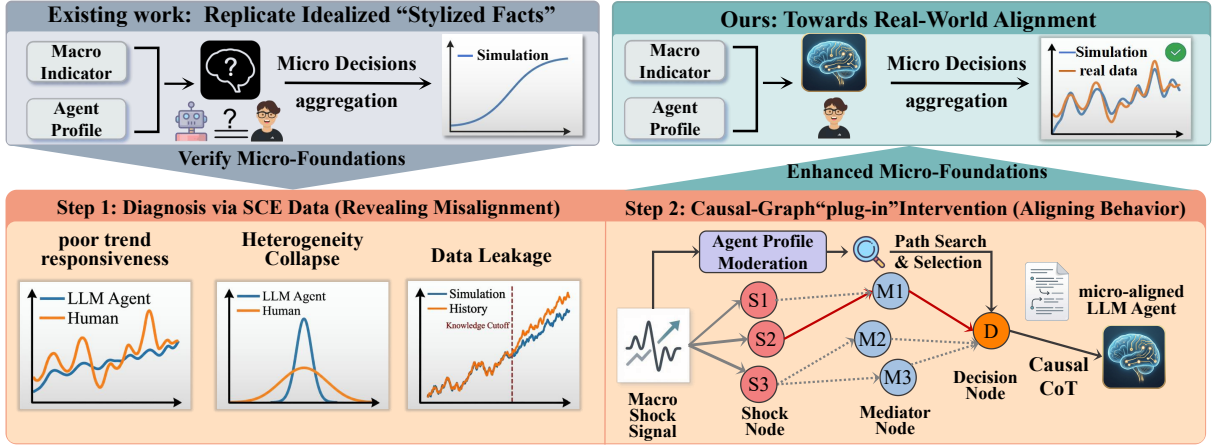 Existing work: Replicate Idealized “Stylized Facts”
Macro
Indicator
Agent
Profile
?
?
Micro Decisions
aggregation
Simulation
Verify Micro-Foundations
Ours: Towards Real-World Alignment
Macro
Indicator
Agent
Profile
Micro Decisions
aggregation
Simulation
real data
Enhanced Micro-Foundations
Step 1: Diagnosis via SCE Data (Revealing Misalignment)
poor trend
responsiveness
LLM Agent
Human
Heterogeneity
Collapse
LLM Agent
Human
Data Leakage
Simulation
History
Knowledge Cutoff
Step 2: Causal-Graph“plug-in”Intervention (Aligning Behavior)
Agent Profile
Moderation
Path Search
& Selection
S1
S2
S3
M1
M2
M3
D
micro-aligned
LLM Agent
Causal
CoT
Macro
Shock
Signal
Shock
Node
Mediator
Node
Decision
Node